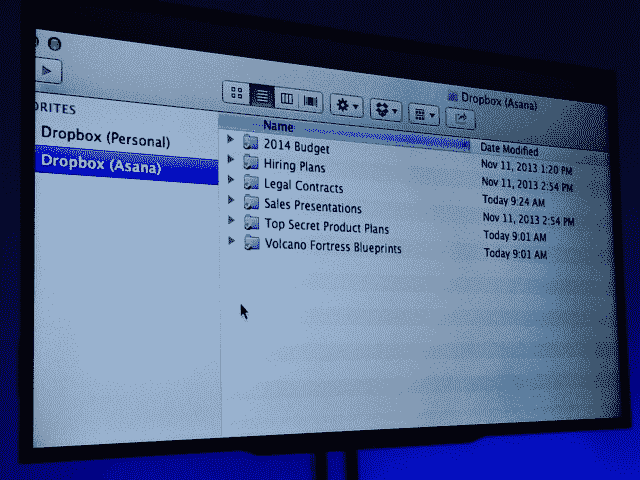 Dropbox (Asana)
ORITES
Dropbox (Personal)
Dropbox (Asana)
Name Date Modified
2014 Budget Nov 11, 2013 1:20 PM
Hiring Plans Nov 11, 2013 2:54 PM
Legal Contracts Today 9:24 AM
Sales Presentations Nov 11, 2013 2:54 PM
Top Secret Product Plans Today 9:01 AM
Volcano Fortress Blueprints Today 9:01 AM